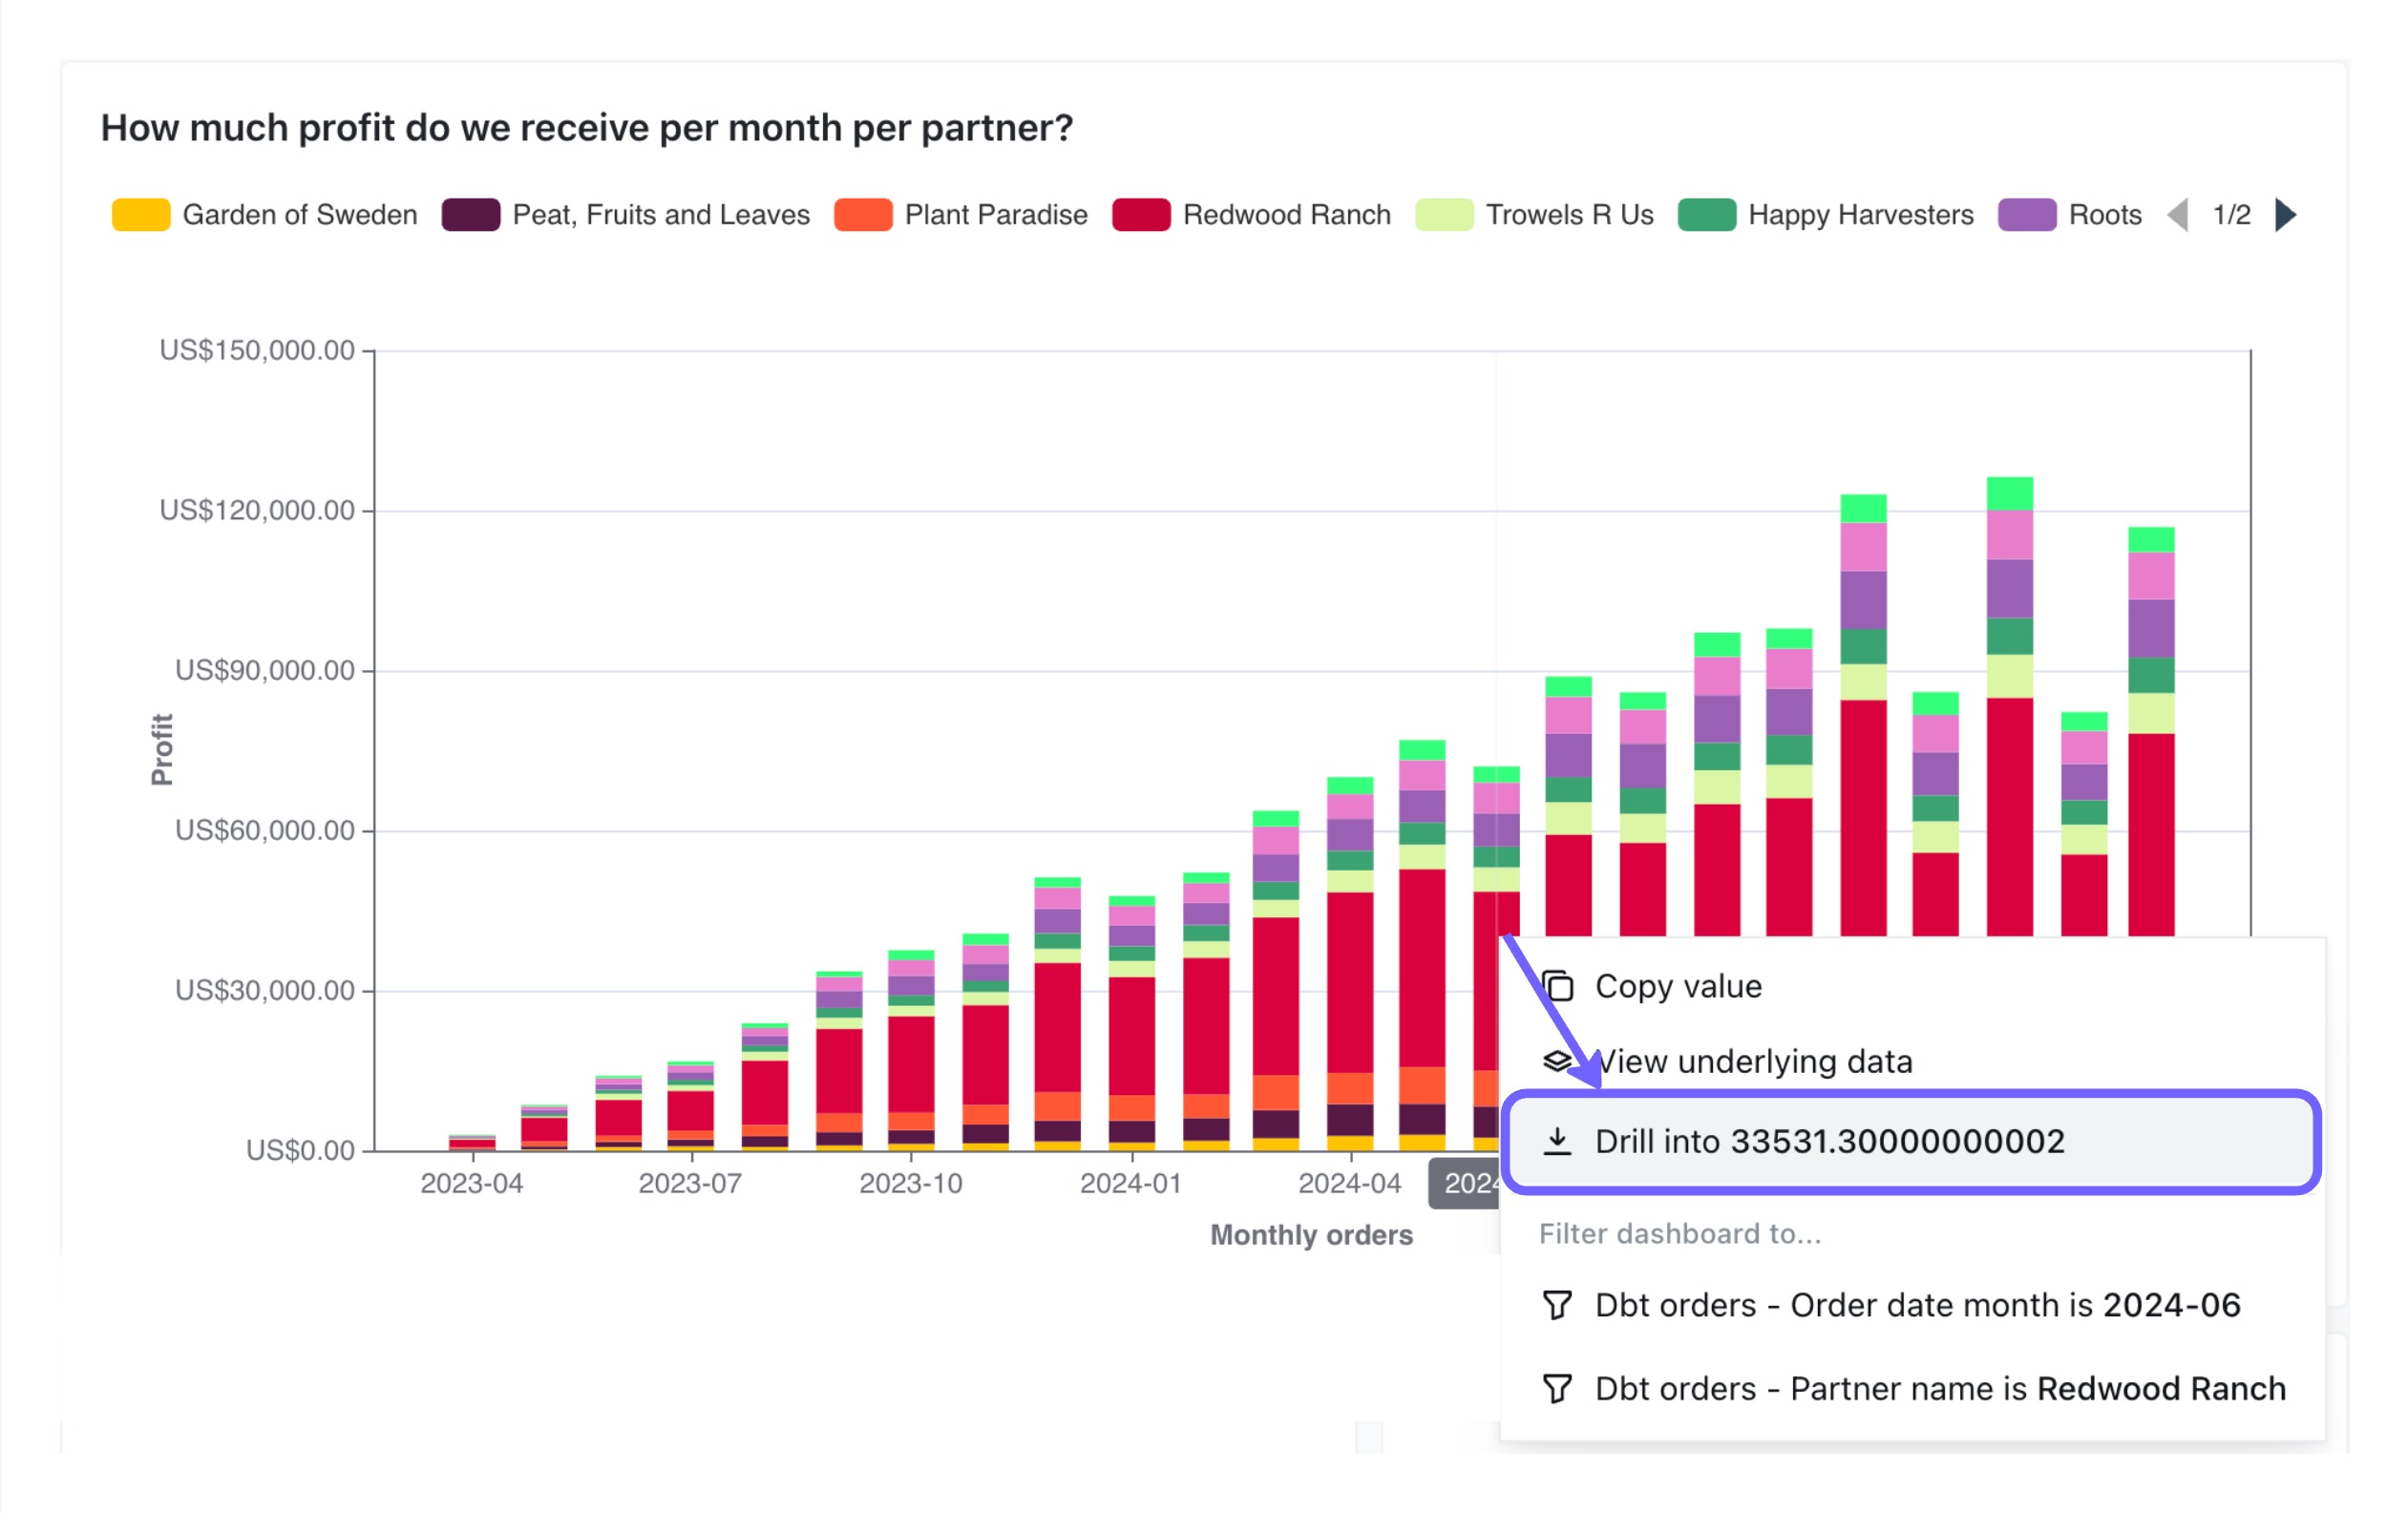 How much profit do we receive per month per partner?
Garden of Sweden Peat, Fruits and Leaves Plant Paradise Redwood Ranch Trowels R Us Happy Harvesters Roots 1/2
US$150,000.00
US$120,000.00
US$90,000.00
US$60,000.00
US$30,000.00
US$0.00
Profit
2023-04 2023-07 2023-10 2024-01 2024-04
Monthly orders
Copy value
View underlying data
Drill into 33531.30000000002
Filter dashboard to...
Dbt orders - Order date month is 2024-06
Dbt orders - Partner name is Redwood Ranch